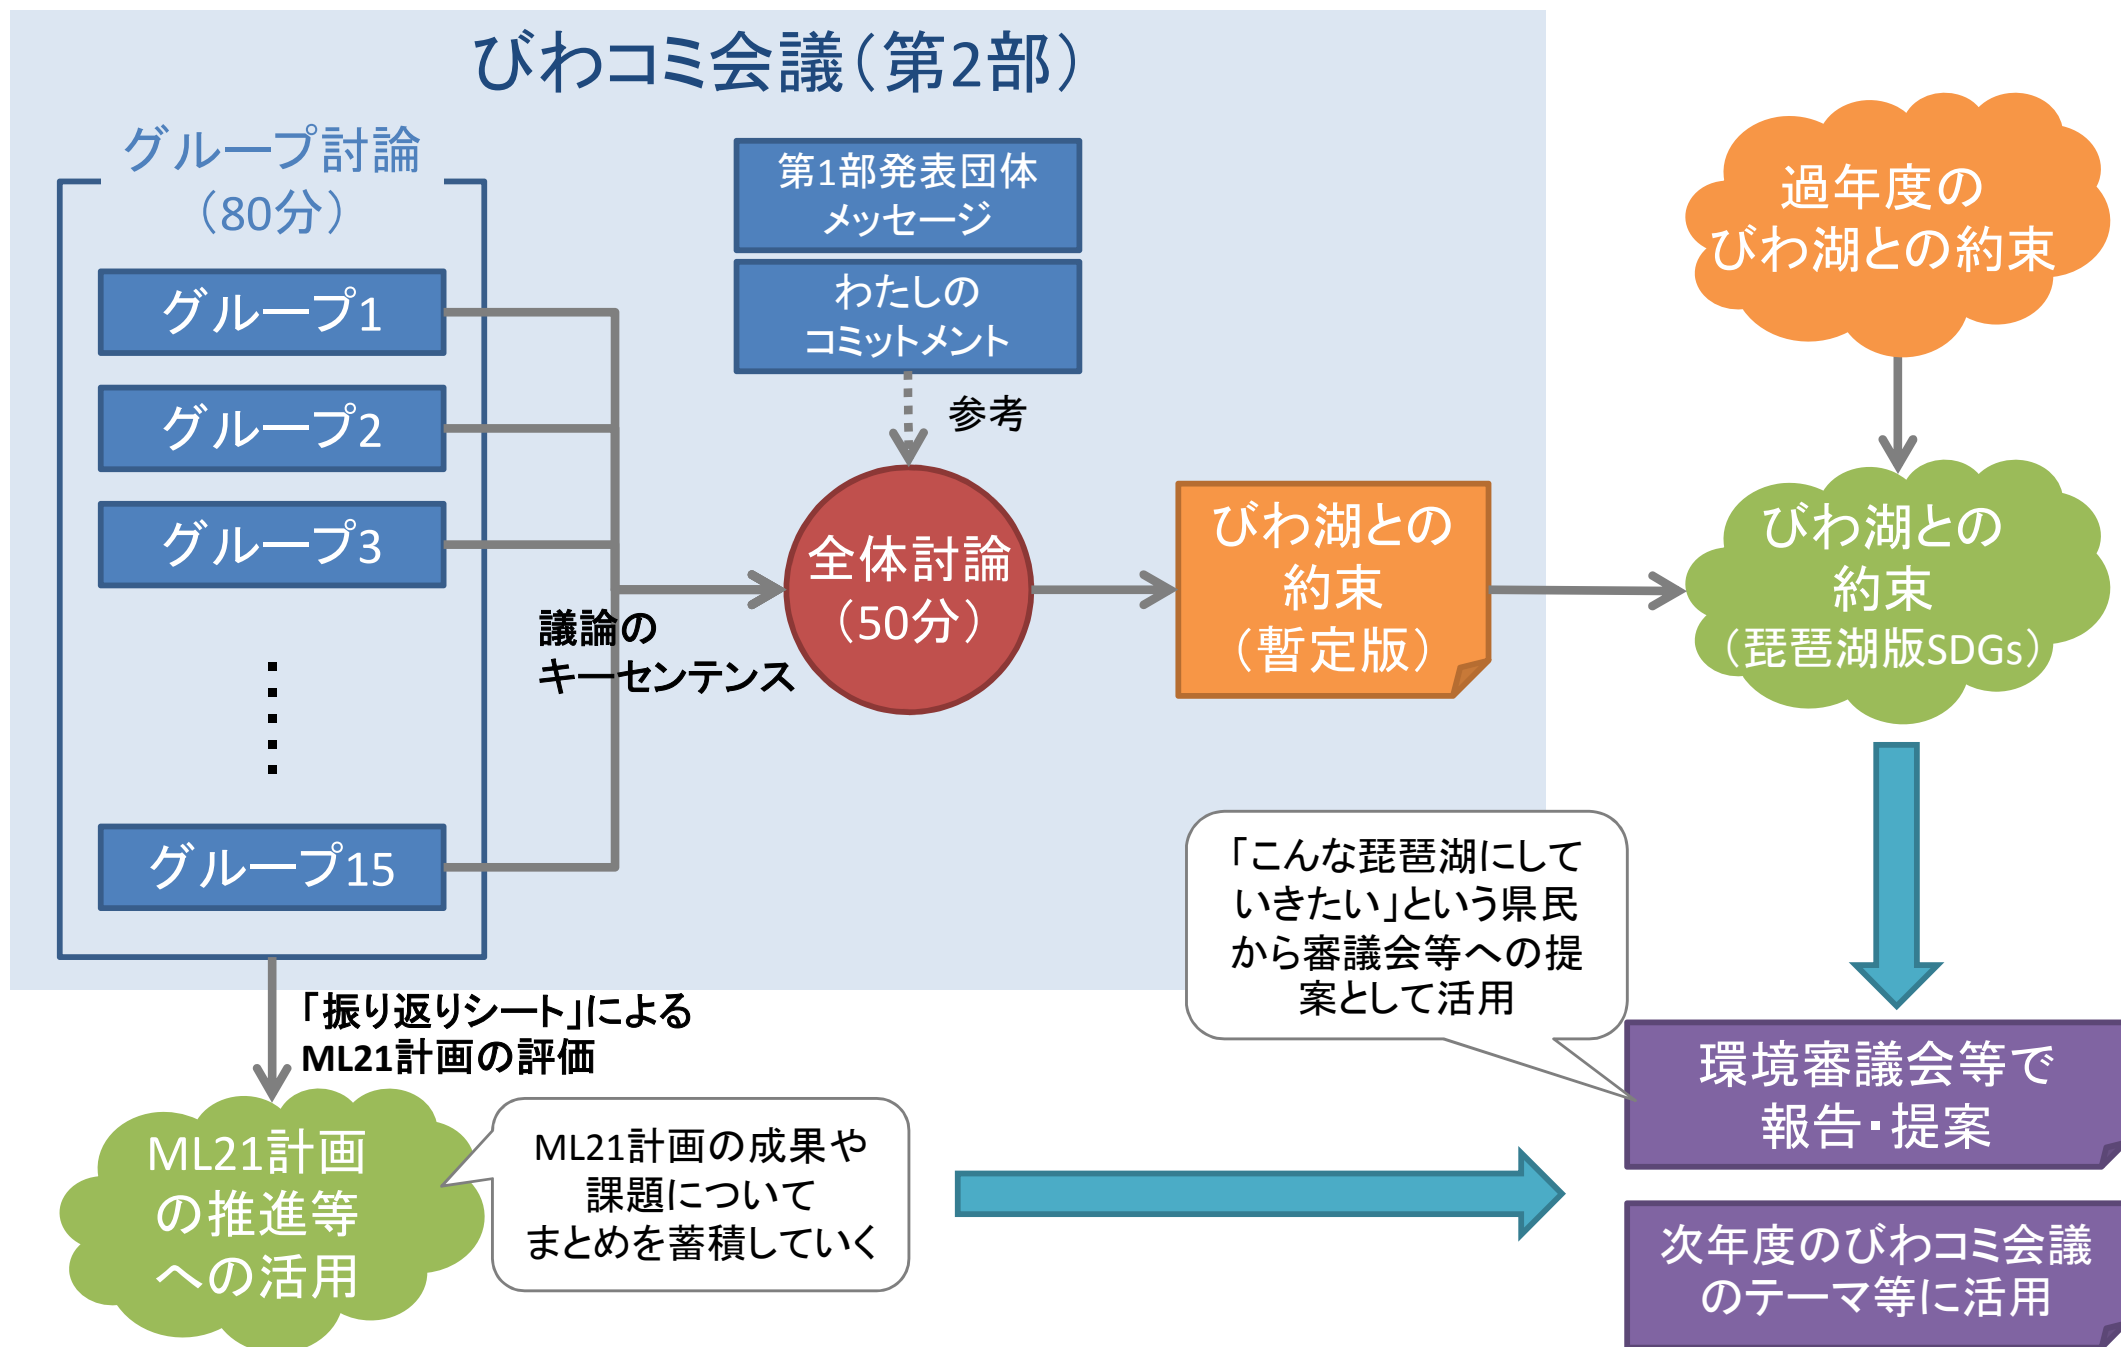 びわコミ会議（第2部）
グループ討論
（80分）
グループ1
グループ2
グループ3
グループ15
第1部発表団体
メッセージ
わたしの
コミットメント
参考
議論の
キーセンテンス
全体討論
（50分）
びわ湖との
約束
（暫定版）
過年度の
びわ湖との約束
びわ湖との
約束
（琵琶湖版SDGs）
「こんな琵琶湖にして
いきたい」という県民
から審議会等への提
案として活用
「振り返りシート」による
ML21計画の評価
ML21計画
の推進等
への活用
ML21計画の成果や
課題について
まとめを蓄積していく
環境審議会等で
報告・提案
次年度のびわコミ会議
のテーマ等に活用